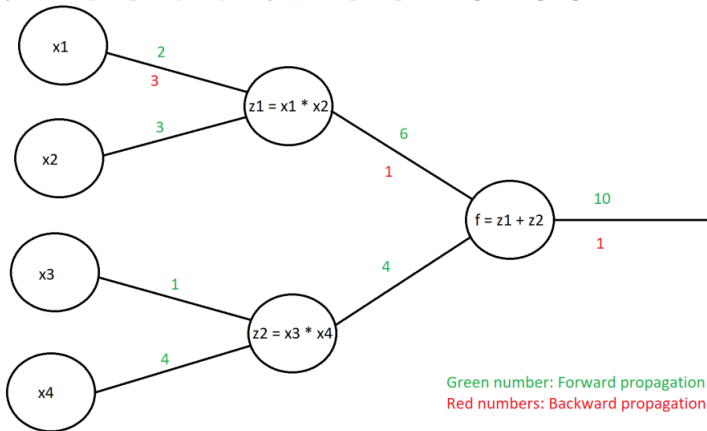 x1
2
3
z1 = x1 * x2
3
x2
6
1
f = z1 + z2
10
1
x3
1
4
z2 = x3 * x4
4
x4
Green number: Forward propagation
Red numbers: Backward propagation